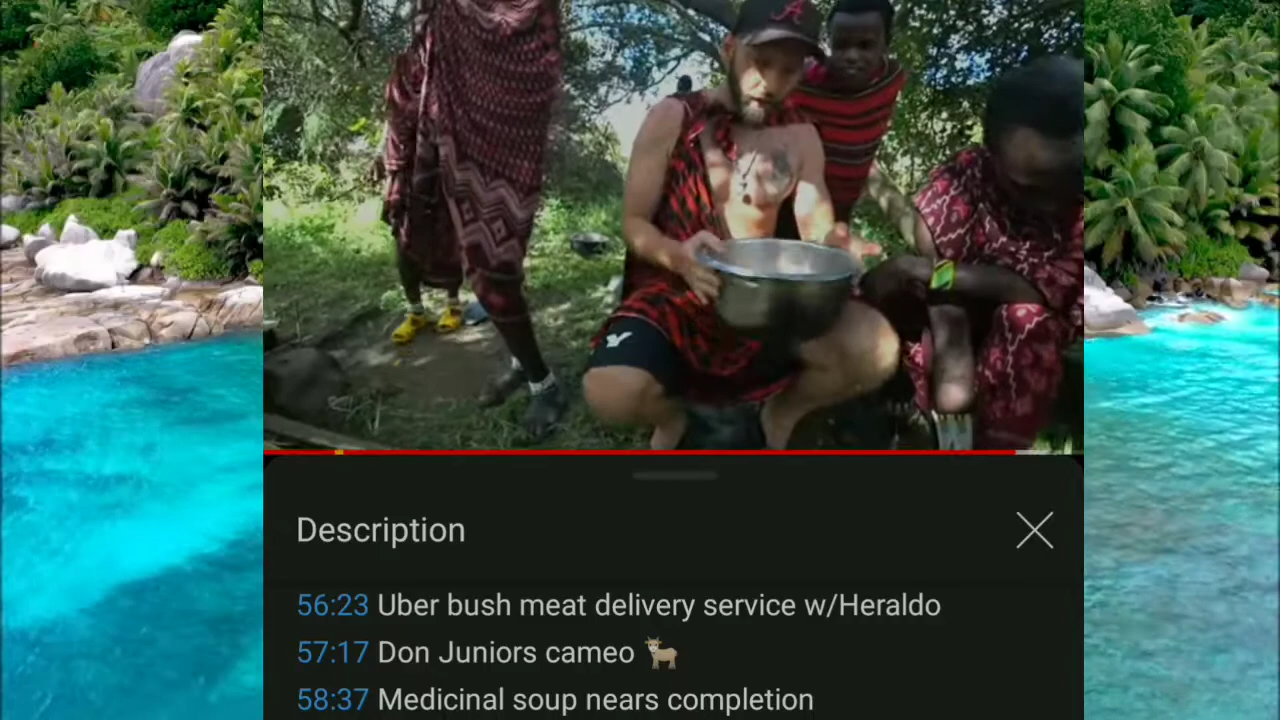 A
Description
56:23 Uber bush meat delivery service w/Heraldo
57:17 Don Juniors cameo 🐐
58:37 Medicinal soup nears completion